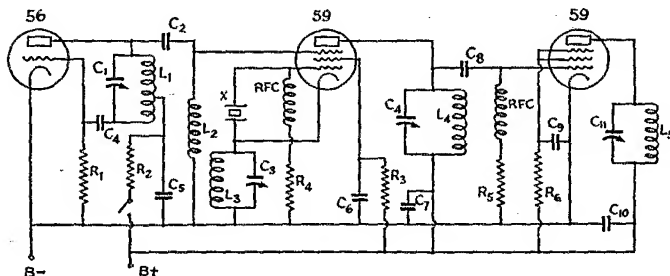 56
59
59
C2
C8
C1
L1
X
RFC
C4
L4
RFC
C9
C11
L5
C4
L2
R1
R2
C5
L3
C3
R4
C6
R3
C7
R5
R6
C10
B-
B+